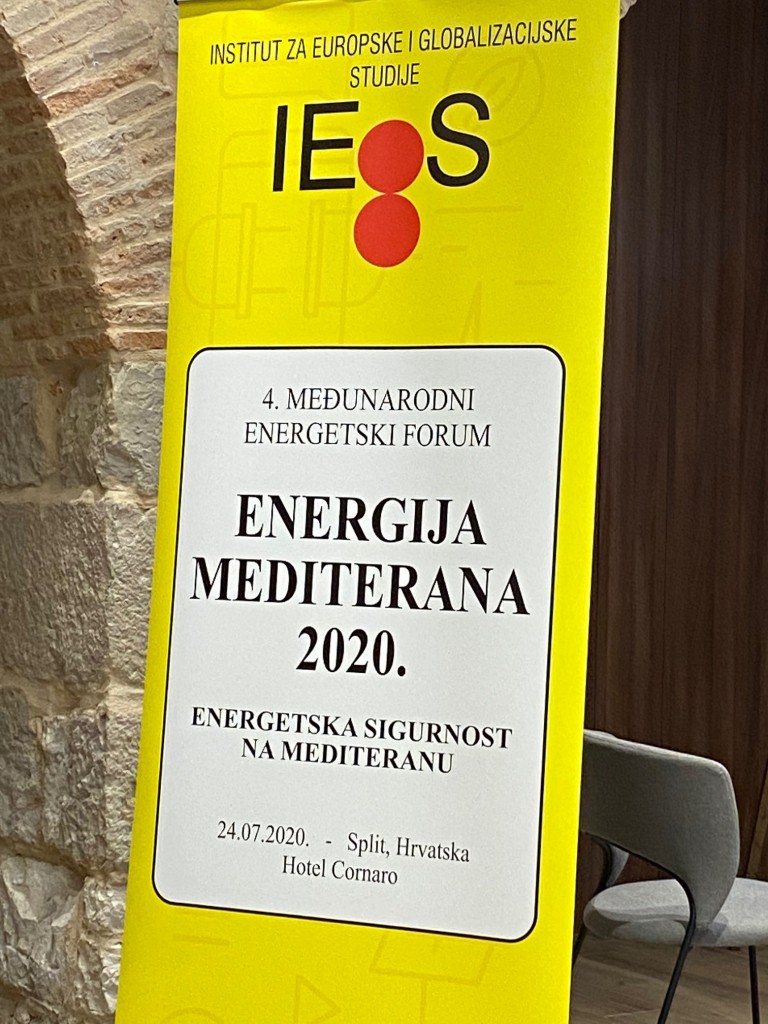 INSTITUT ZA EUROPSKE I GLOBALIZACIJSKE
STUDIJE
IE S
4. MEĐUNARODNI
ENERGETSKI FORUM
ENERGIJA
MEDITERANA
2020.
ENERGETSKA SIGURNOST
NA MEDITERANU
24.07.2020. - Split, Hrvatska
Hotel Cornaro